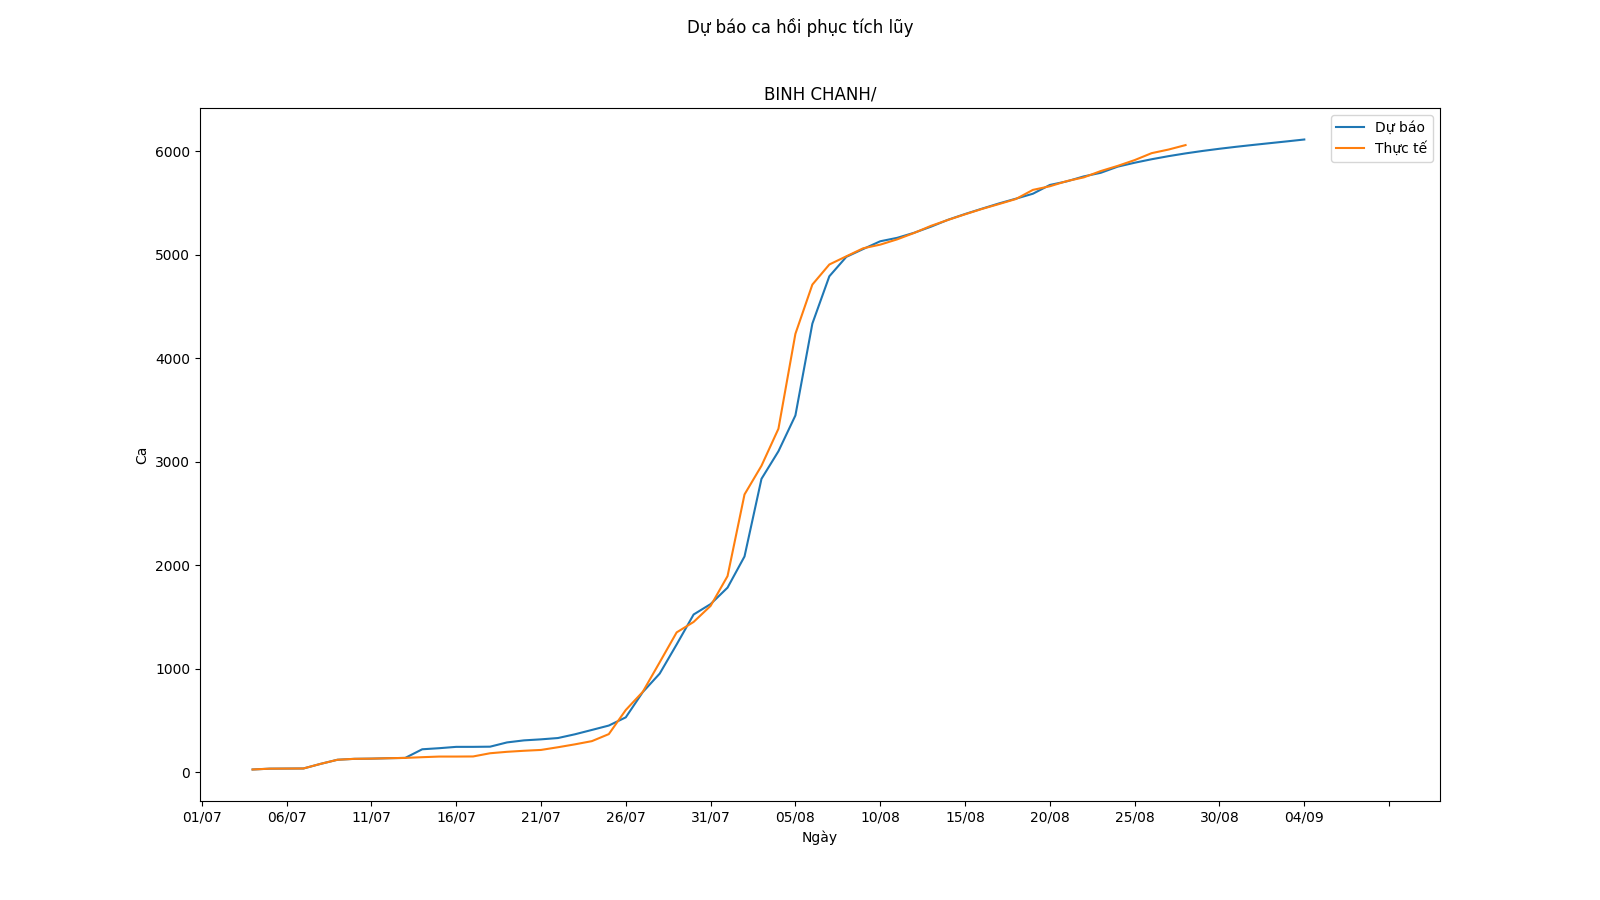 Dự báo ca hồi phục tích lũy
BINH CHANH/
Dự báo
Thực tế
6000
5000
4000
3000
2000
1000
0
Ca
01/07 06/07 11/07 16/07 21/07 26/07 31/07 05/08 10/08 15/08 20/08 25/08 30/08 04/09
Ngày